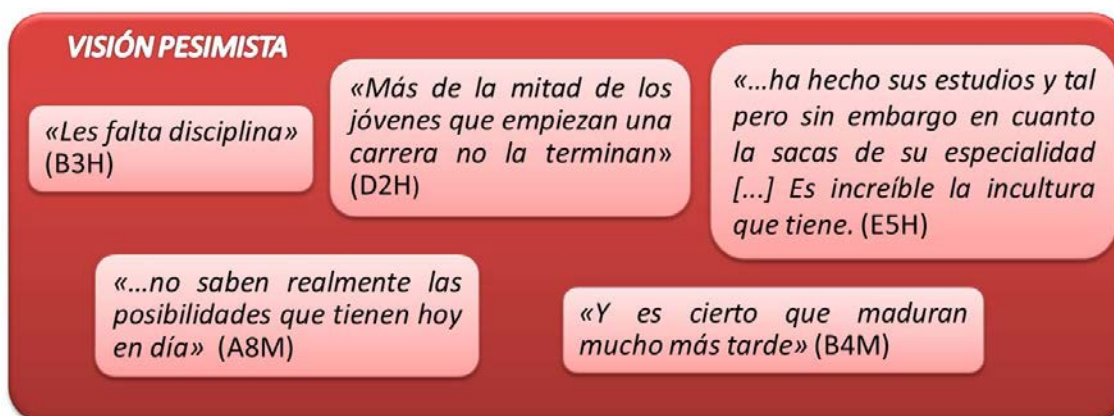 VISIÓN PESIMISTA
«Les falta disciplina»
(B3H)
«Más de la mitad de los
jóvenes que empiezan una
carrera no la terminan»
(D2H)
«...ha hecho sus estudios y tal
pero sin embargo en cuanto
la sacas de su especialidad
[...] Es increíble la incultura
que tiene. (E5H)
«...no saben realmente las
posibilidades que tienen hoy
en día» (A8M)
«Y es cierto que maduran
mucho más tarde» (B4M)